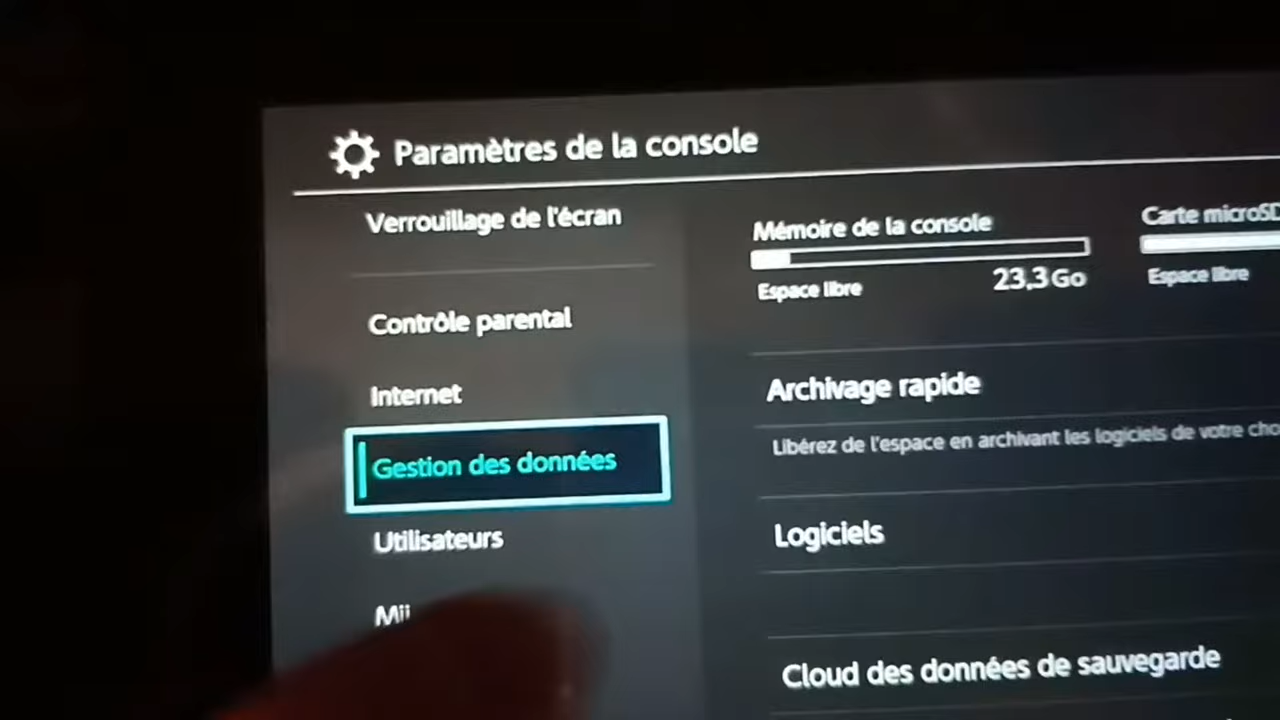 Paramètres de la console
Verrouillage de l'écran
Contrôle parental
Internet
Gestion des données
Utilisateurs
Mii
Mémoire de la console
Espace libre
23,3 Go
Carte microSD
Espace libre
Archivage rapide
Libérez de l'espace en archivant les logiciels de votre cho
Logiciels
Cloud des données de sauvegarde